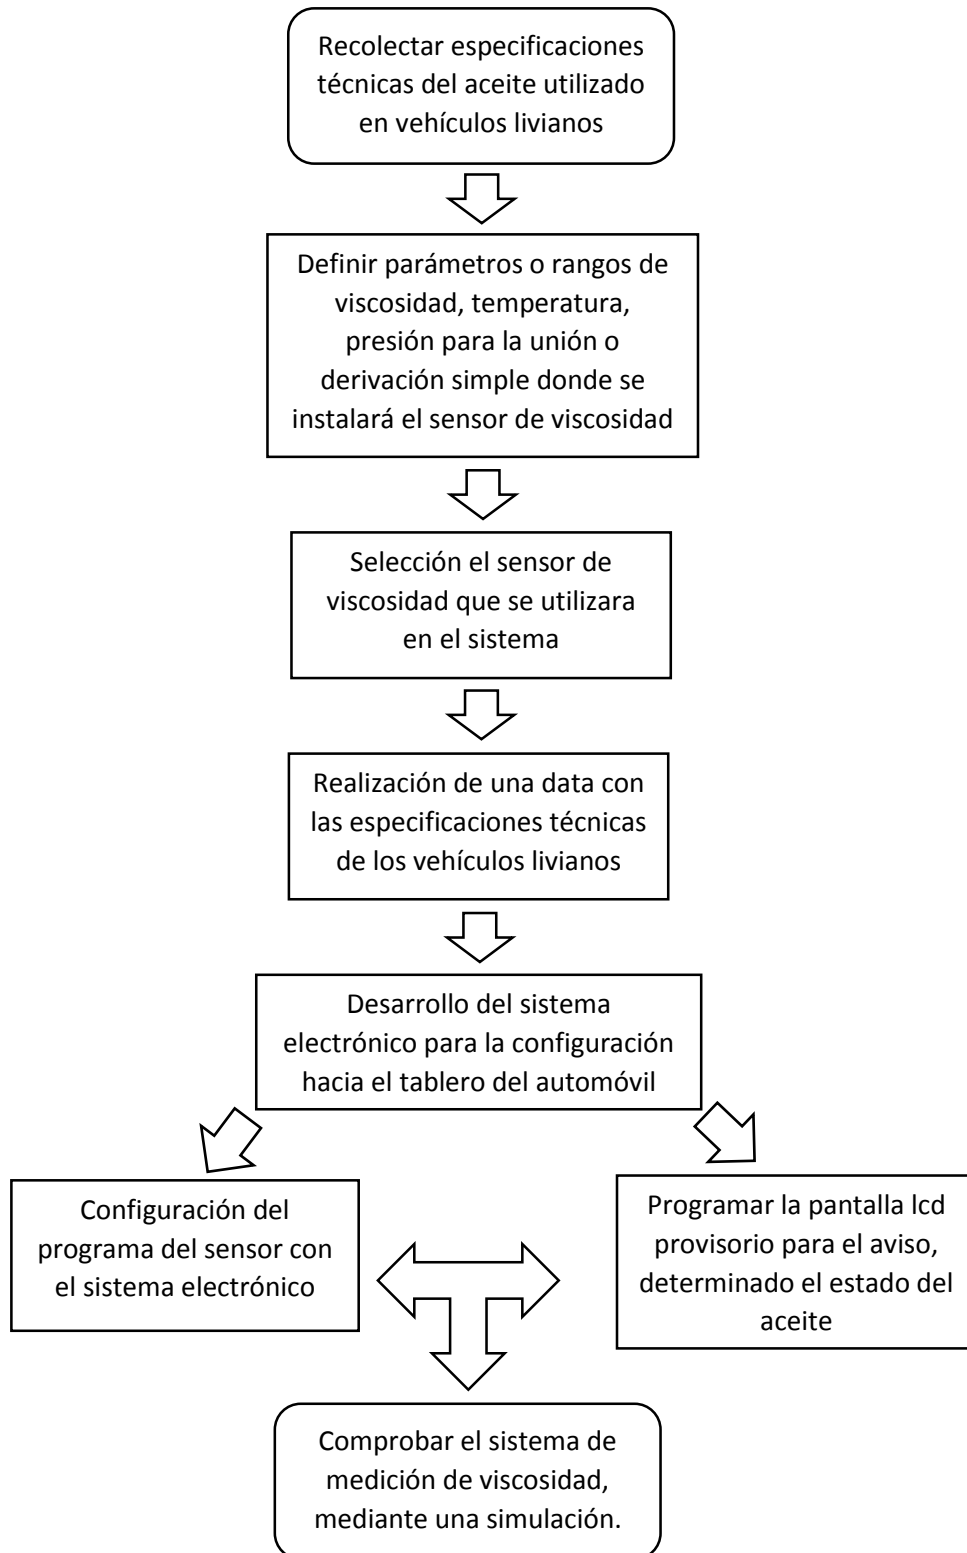 Recolectar especificaciones
técnicas del aceite utilizado
en vehículos livianos
Definir parámetros o rangos de
viscosidad, temperatura,
presión para la unión o
derivación simple donde se
instalará el sensor de viscosidad
Selección el sensor de
viscosidad que se utilizara
en el sistema
Realización de una data con
las especificaciones técnicas
de los vehículos livianos
Desarrollo del sistema
electrónico para la configuración
hacia el tablero del automóvil
Configuración del
programa del sensor con
el sistema electrónico
Programar la pantalla lcd
provisorio para el aviso,
determinado el estado del
aceite
Comprobar el sistema de
medición de viscosidad,
mediante una simulación.